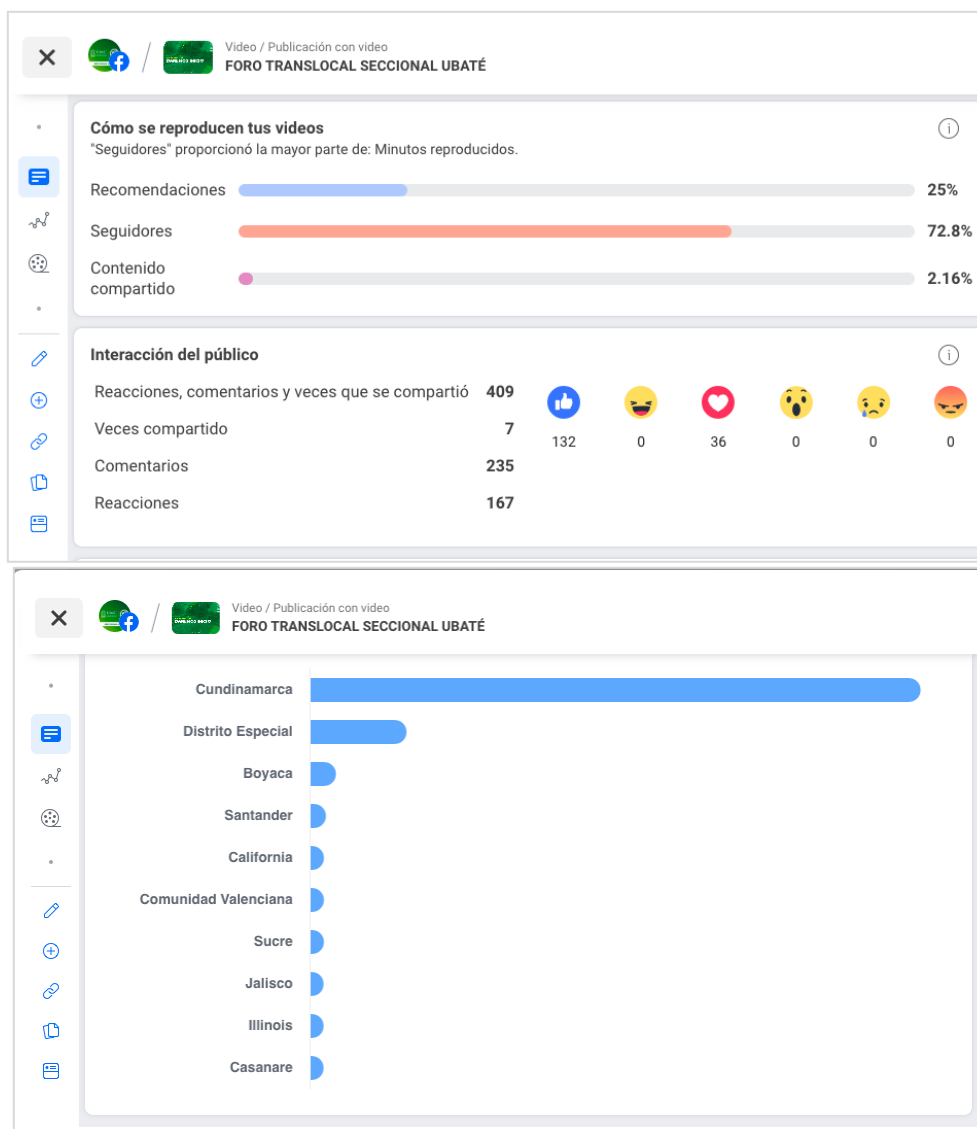 Video / Publicación con video
FORO TRANSLOCAL SECCIONAL UBATÉ
Cómo se reproducen tus videos
"Seguidores" proporcionó la mayor parte de: Minutos reproducidos.
Recomendaciones 25%
Seguidores 72.8%
Contenido
compartido 2.16%
Interacción del público
Reacciones, comentarios y veces que se compartió 409
Veces compartido 7
132 0 36 0 0 0
Comentarios 235
Reacciones 167
Video / Publicación con video
FORO TRANSLOCAL SECCIONAL UBATÉ
Cundinamarca
Distrito Especial
Boyaca
Santander
California
Comunidad Valenciana
Sucre
Jalisco
Illinois
Casanare